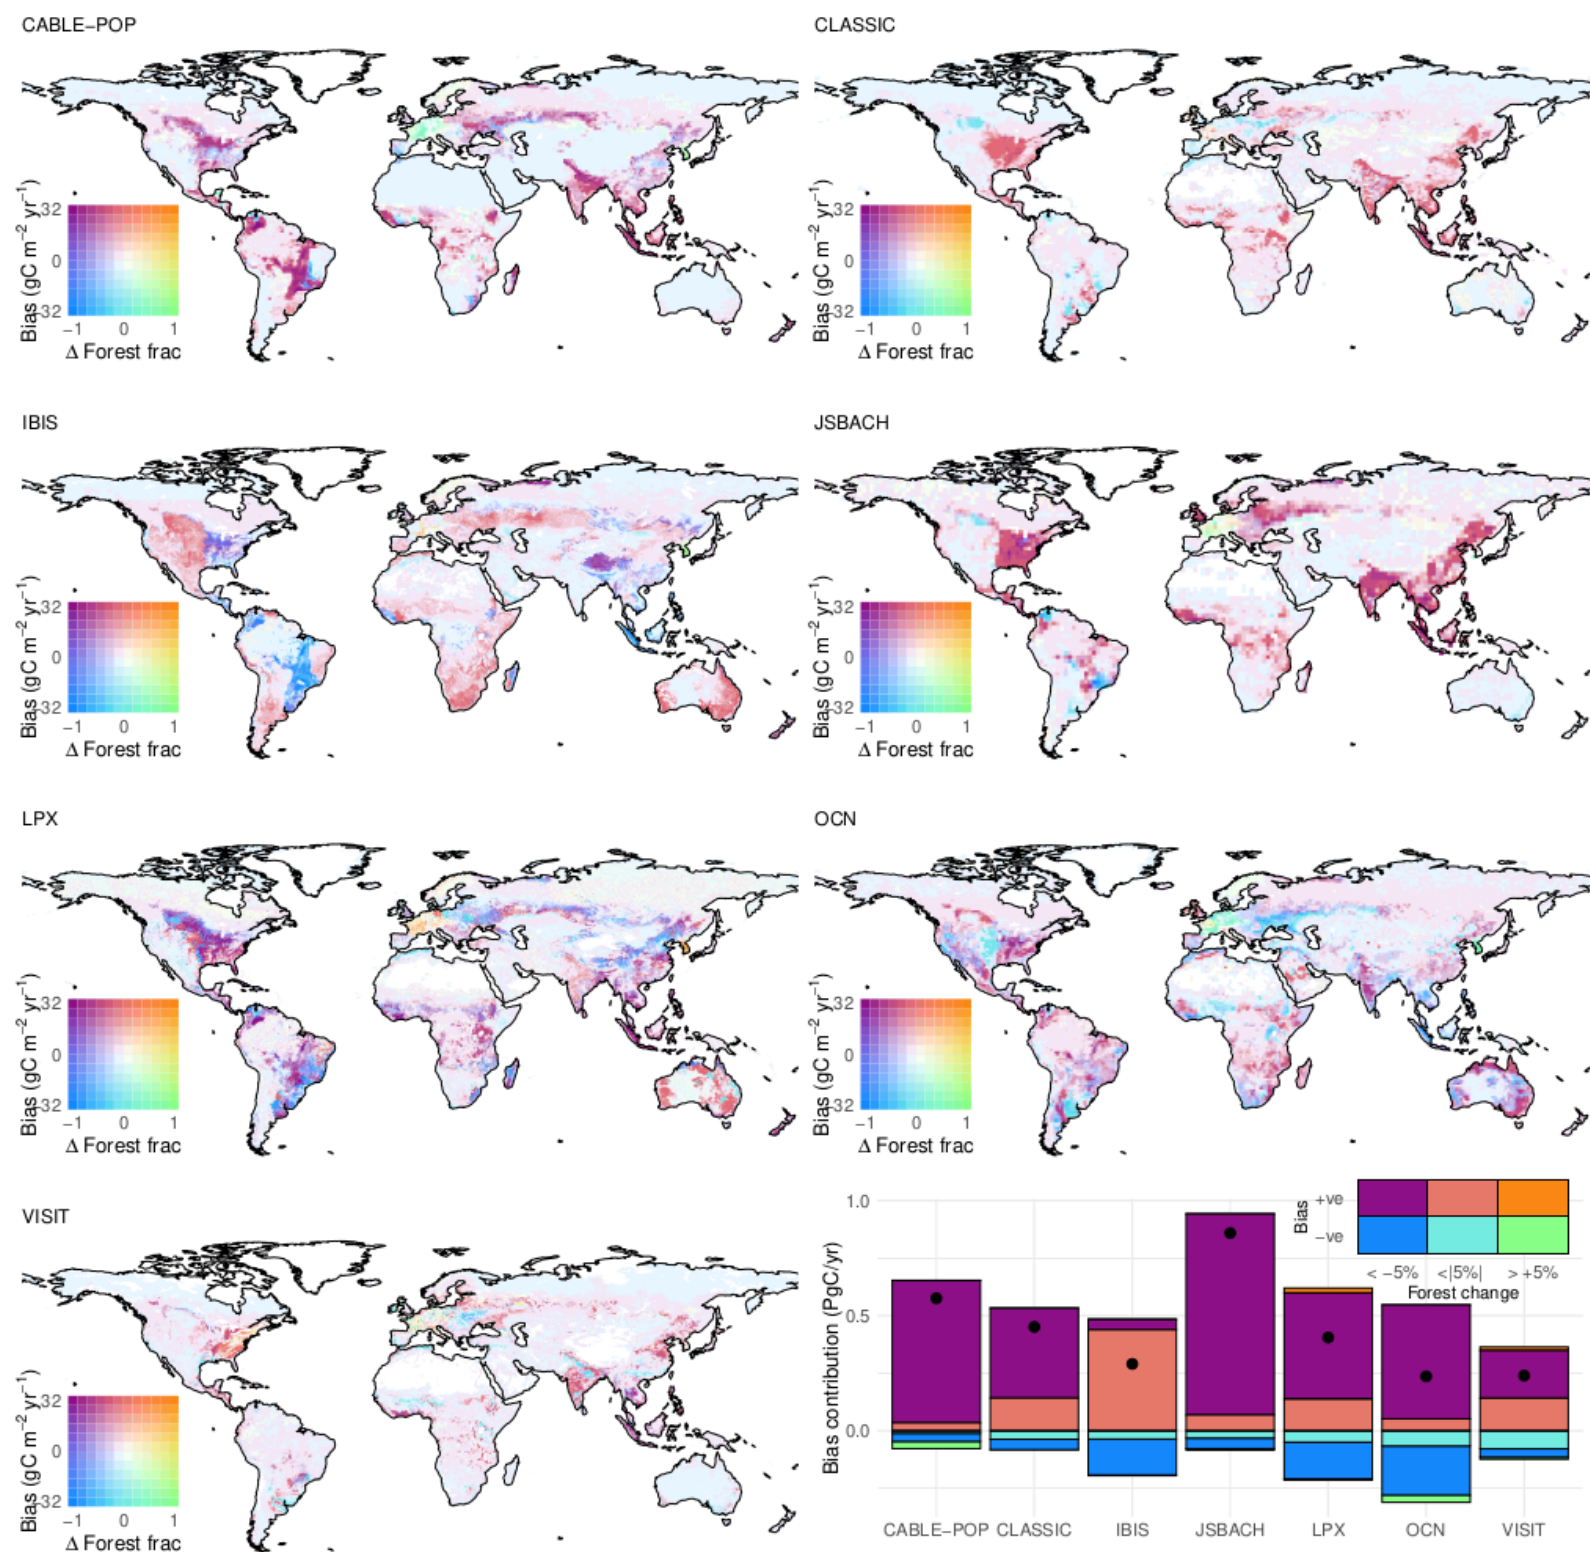 CABLE−POP
Bias (gC m−2 yr−1)
32
0
−32
−1 0 1
Δ Forest frac
CLASSIC
Bias (gC m−2 yr−1)
32
0
−32
−1 0 1
Δ Forest frac
IBIS
Bias (gC m−2 yr−1)
32
0
−32
−1 0 1
Δ Forest frac
JSBACH
Bias (gC m−2 yr−1)
32
0
−32
−1 0 1
Δ Forest frac
LPX
Bias (gC m−2 yr−1)
32
0
−32
−1 0 1
Δ Forest frac
OCN
Bias (gC m−2 yr−1)
32
0
−32
−1 0 1
Δ Forest frac
VISIT
Bias (gC m−2 yr−1)
32
0
−32
−1 0 1
Δ Forest frac
Bias contribution (PgC/yr)
1.0
0.5
0.0
Bias
+ve
−ve
< −5% <|5%| > +5%
Forest change
CABLE−POP CLASSIC IBIS JSBACH LPX OCN VISIT